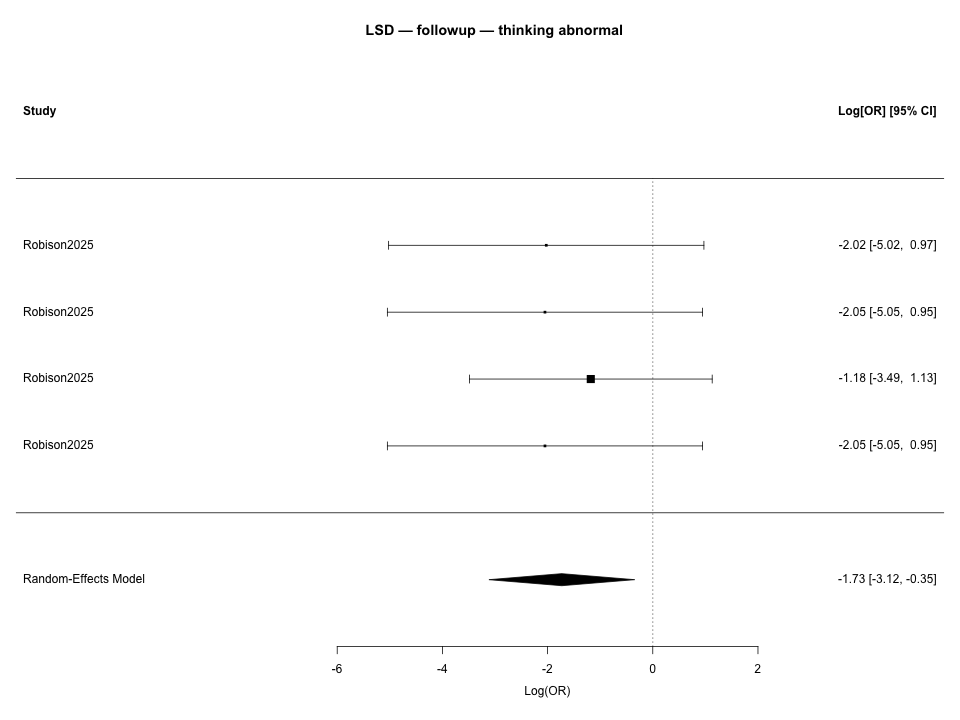 LSD — followup — thinking abnormal
Study Log[OR] [95% CI]
Robison2025 -2.02 [-5.02, 0.97]
Robison2025 -2.05 [-5.05, 0.95]
Robison2025 -1.18 [-3.49, 1.13]
Robison2025 -2.05 [-5.05, 0.95]
Random-Effects Model -1.73 [-3.12, -0.35]
-6 -4 -2 0 2
Log(OR)